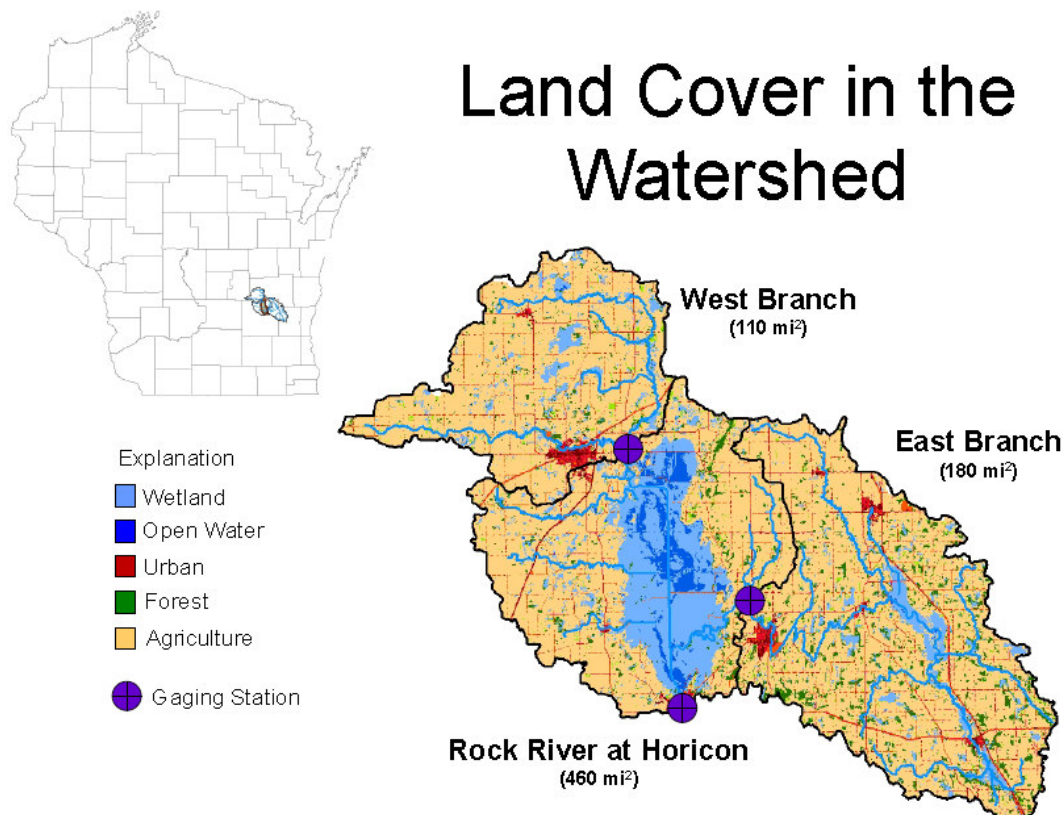 Land Cover in the
Watershed
West Branch
(110 mi²)
East Branch
(180 mi²)
Explanation
Wetland
Open Water
Urban
Forest
Agriculture
Gaging Station
Rock River at Horicon
(460 mi²)